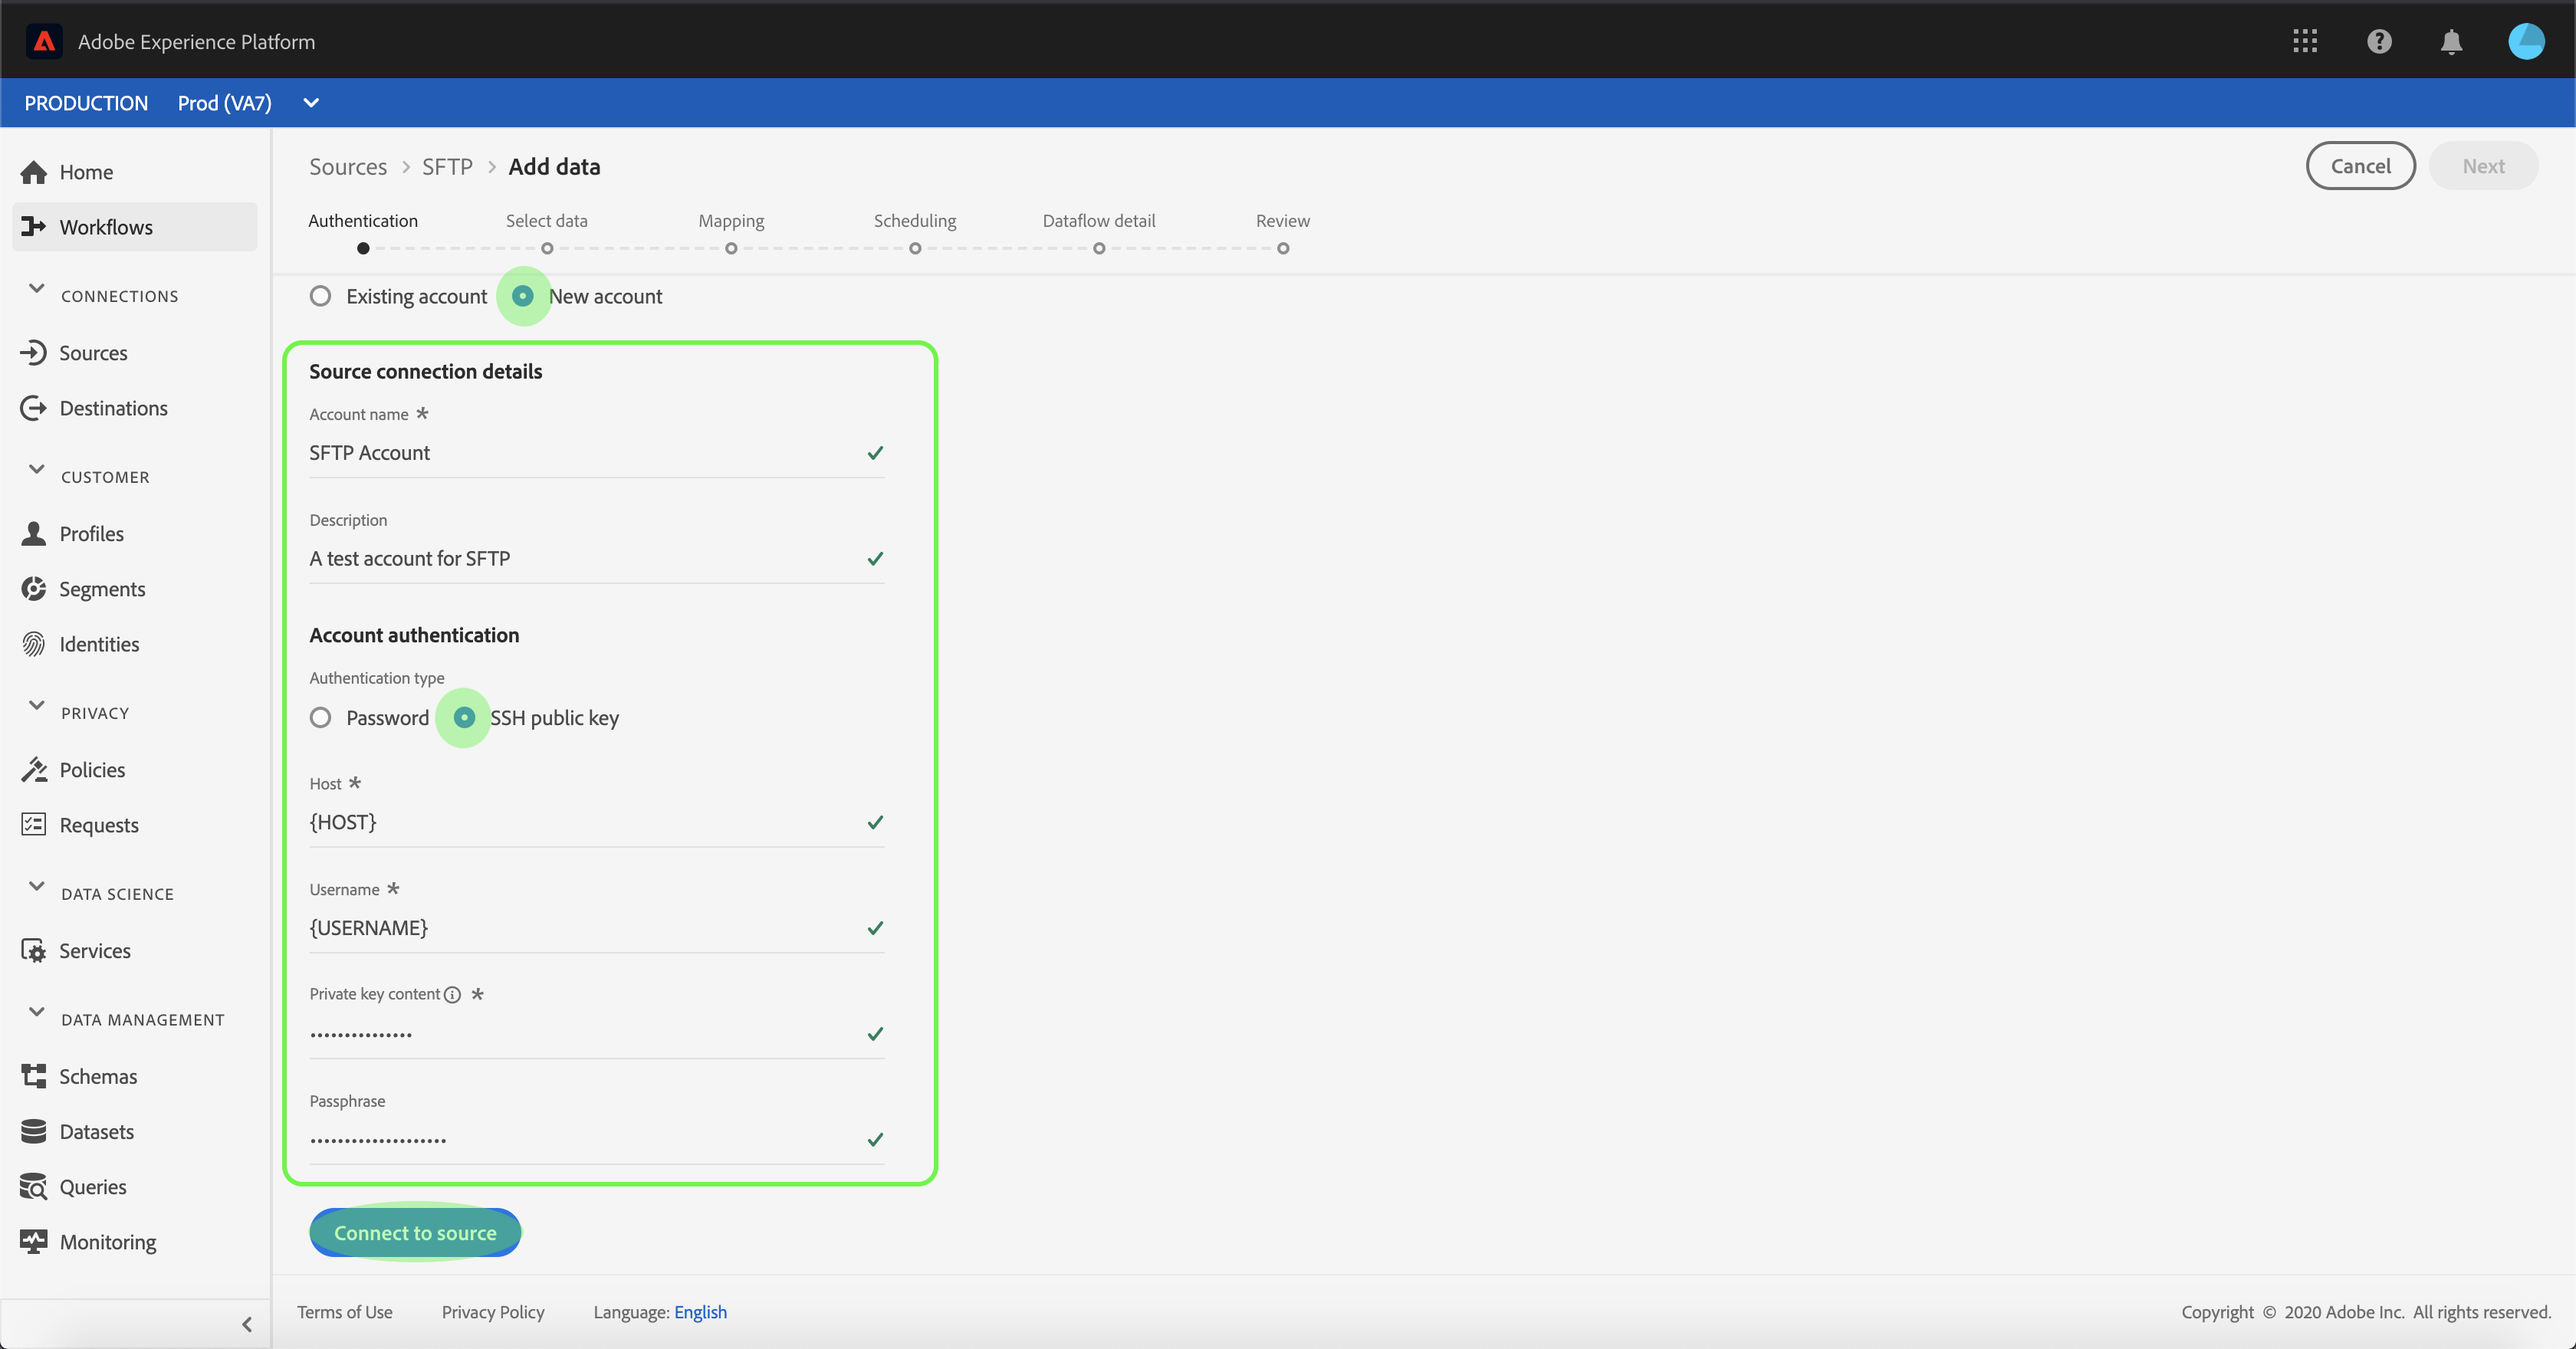 Adobe Experience Platform
PRODUCTION Prod (VA7)
Home
Workflows
CONNECTIONS
Sources
Destinations
CUSTOMER
Profiles
Segments
Identities
PRIVACY
Policies
Requests
DATA SCIENCE
Services
DATA MANAGEMENT
Schemas
Datasets
Queries
Monitoring
Sources > SFTP > Add data
Cancel Next
Authentication Select data Mapping Scheduling Dataflow detail Review
Existing account New account
Source connection details
Account name *
SFTP Account
Description
A test account for SFTP
Account authentication
Authentication type
Password SSH public key
Host *
{HOST}
Username *
{USERNAME}
Private key content *
•••••••••••••••
Passphrase
••••••••••••••••••••
Connect to source
Terms of Use Privacy Policy Language: English
Copyright © 2020 Adobe Inc. All rights reserved.